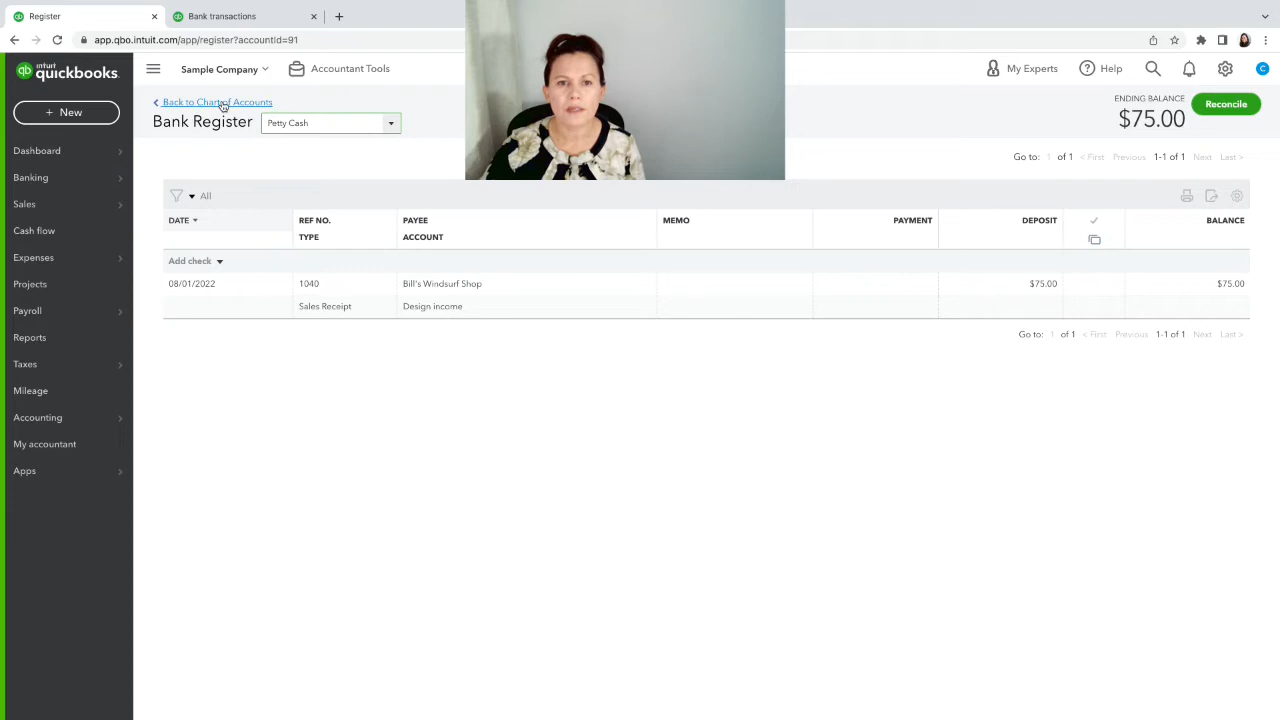 Register
Bank transactions
app.qbo.intuit.com/app/register?accountid=91
intuit quickbooks
Sample Company
Accountant Tools
My Experts
Help
C
+ New
Back to Chart of Accounts
Bank Register
Petty Cash
ENDING BALANCE
$75.00
Reconcile
Dashboard
Banking
Sales
Cash flow
Expenses
Projects
Payroll
Reports
Taxes
Mileage
Accounting
My accountant
Apps
Go to: 1 of 1 < First Previous 1-1 of 1 Next Last >
All
DATE REF NO. PAYEE MEMO PAYMENT DEPOSIT BALANCE
TYPE ACCOUNT
Add check
08/01/2022 1040 Bill's Windsurf Shop $75.00 $75.00
Sales Receipt Design income
Go to: 1 of 1 < First Previous 1-1 of 1 Next Last >